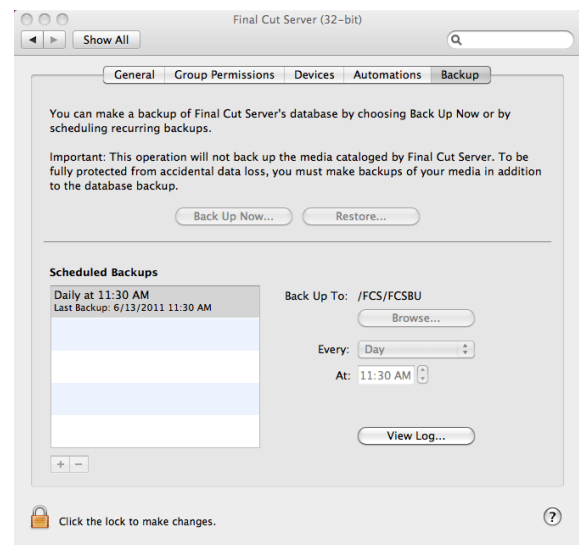 Final Cut Server (32-bit)
Show All
General Group Permissions Devices Automations Backup
You can make a backup of Final Cut Server's database by choosing Back Up Now or by
scheduling recurring backups.
Important: This operation will not back up the media cataloged by Final Cut Server. To be
fully protected from accidental data loss, you must make backups of your media in addition
to the database backup.
Back Up Now... Restore...
Scheduled Backups
Daily at 11:30 AM
Last Backup: 6/13/2011 11:30 AM
Back Up To: /FCS/FCSBU
Browse...
Every: Day
At: 11:30 AM
View Log...
+ −
Click the lock to make changes.
?